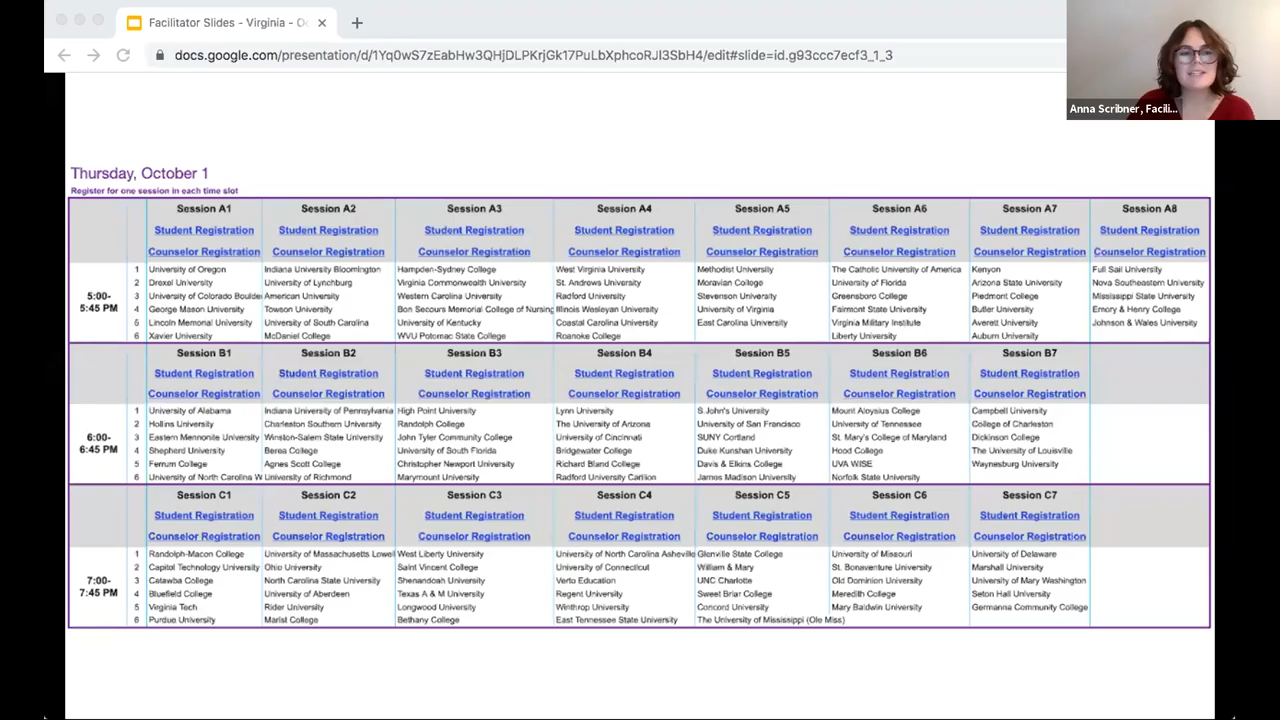 Facilitator Slides - Virginia - Oc
docs.google.com/presentation/d/1Yq0wS7zEabHw3QHjDLPKrjGk17PuLbXphcoRJI3SbH4/edit#slide=id.g93ccc7ecf3_1_3
Anna Scribner, Facili...
Thursday, October 1
Register for one session in each time slot
Session A1 Session A2 Session A3 Session A4 Session A5 Session A6 Session A7 Session A8
Student Registration Student Registration Student Registration Student Registration Student Registration Student Registration Student Registration Student Registration
Counselor Registration Counselor Registration Counselor Registration Counselor Registration Counselor Registration Counselor Registration Counselor Registration Counselor Registration
5:00-
5:45 PM
1 University of Oregon Indiana University Bloomington Hampden-Sydney College West Virginia University Methodist University The Catholic University of America Kenyon Full Sail University
2 Drexel University University of Lynchburg Virginia Commonwealth University St. Andrews University Moravian College University of Florida Arizona State University Nova Southeastern University
3 University of Colorado Boulder American University Western Carolina University Radford University Stevenson University Greensboro College Piedmont College Mississippi State University
4 George Mason University Towson University Bon Secours Memorial College of Nursing Illinois Wesleyan University University of Virginia Fairmont State University Butler University Emory & Henry College
5 Lincoln Memorial University University of South Carolina University of Kentucky Coastal Carolina University East Carolina University Virginia Military Institute Averett University Johnson & Wales University
6 Xavier University McDaniel College WVU Potomac State College Roanoke College Liberty University Auburn University
Session B1 Session B2 Session B3 Session B4 Session B5 Session B6 Session B7
Student Registration Student Registration Student Registration Student Registration Student Registration Student Registration Student Registration
Counselor Registration Counselor Registration Counselor Registration Counselor Registration Counselor Registration Counselor Registration Counselor Registration
6:00-
6:45 PM
1 University of Alabama Indiana University of Pennsylvania High Point University Lynn University S.John's University Mount Aloysius College Campbell University
2 Hollins University Charleston Southern University Randolph College The University of Arizona University of San Francisco University of Tennessee College of Charleston
3 Eastern Mennonite University Winston-Salem State University John Tyler Community College University of Cincinnati SUNY Cortland St. Mary's College of Maryland Dickinson College
4 Shepherd University Berea College University of South Florida Bridgewater College Duke Kunshan University Hood College The University of Louisville
5 Ferrum College Agnes Scott College Christopher Newport University Richard Bland College Davis & Elkins College UVA WISE Waynesburg University
6 University of North Carolina W University of Richmond Marymount University Radford University Carilion James Madison University Norfolk State University
Session C1 Session C2 Session C3 Session C4 Session C5 Session C6 Session C7
Student Registration Student Registration Student Registration Student Registration Student Registration Student Registration Student Registration
Counselor Registration Counselor Registration Counselor Registration Counselor Registration Counselor Registration Counselor Registration Counselor Registration
7:00-
7:45 PM
1 Randolph-Macon College University of Massachusetts Lowell West Liberty University University of North Carolina Asheville Glenville State College University of Missouri University of Delaware
2 Capitol Technology University Ohio University Saint Vincent College University of Connecticut William & Mary St. Bonaventure University Marshall University
3 Catawba College North Carolina State University Shenandoah University Verto Education UNC Charlotte Old Dominion University University of Mary Washington
4 Bluefield College University of Aberdeen Texas A & M University Regent University Sweet Briar College Meredith College Seton Hall University
5 Virginia Tech Rider University Longwood University Winthrop University Concord University Mary Baldwin University Germanna Community College
6 Purdue University Marist College Bethany College East Tennessee State University The University of Mississippi (Ole Miss)